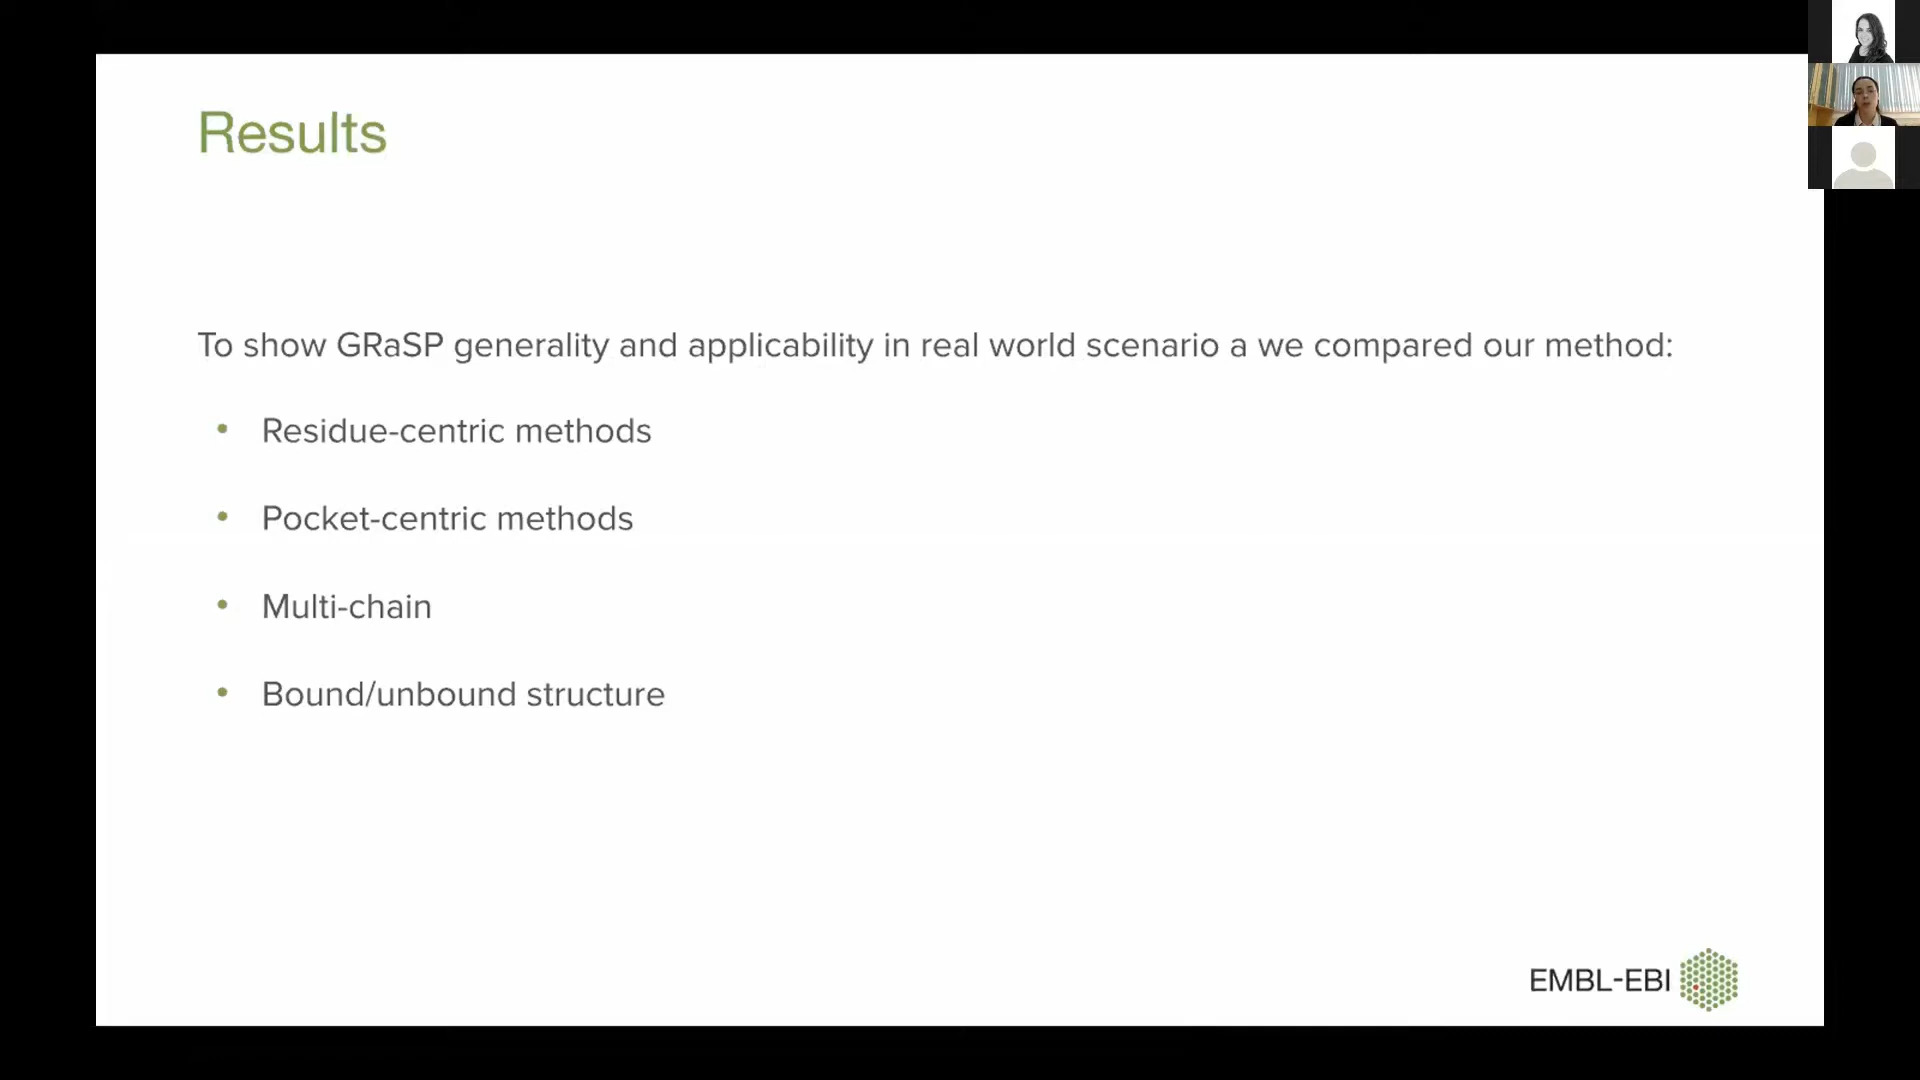 Results
To show GRaSP generality and applicability in real world scenario a we compared our method:
• Residue-centric methods
• Pocket-centric methods
• Multi-chain
• Bound/unbound structure
EMBL-EBI